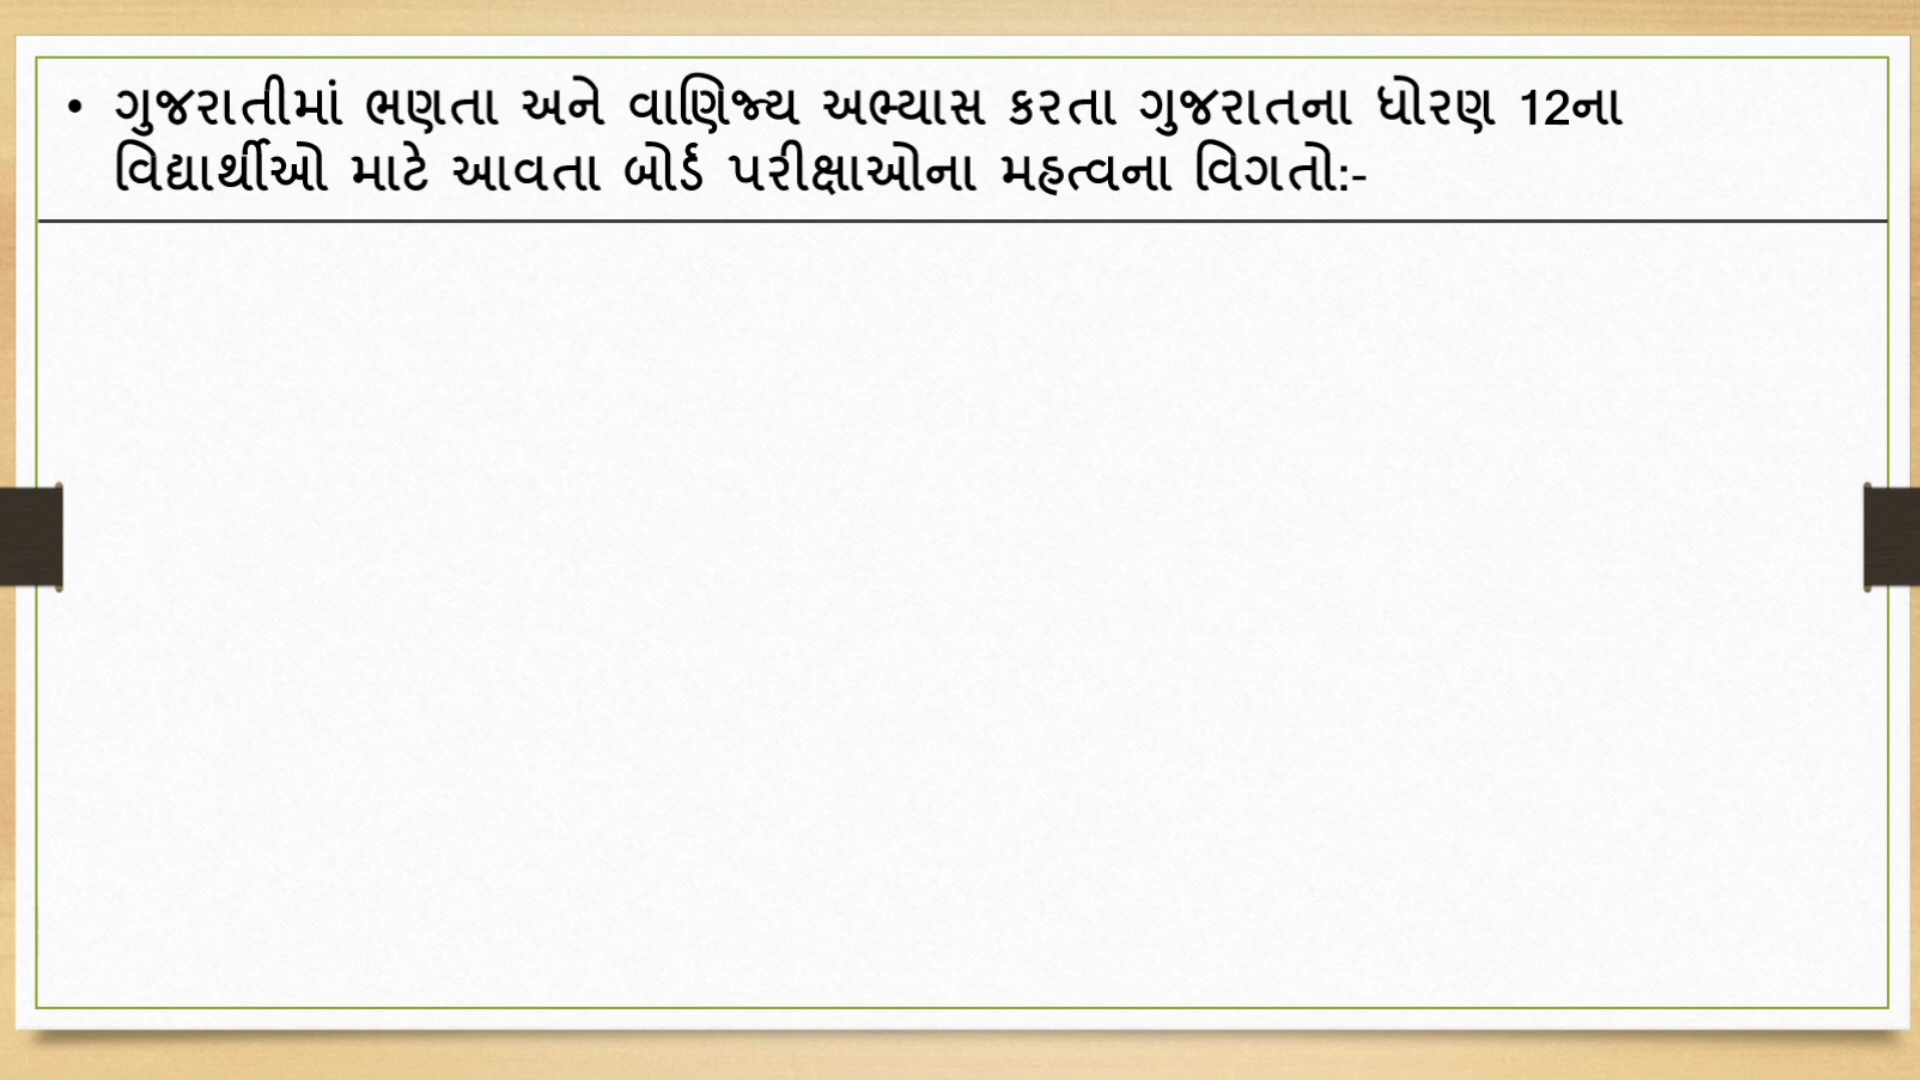 • ગુજરાતીમાં ભણતા અને વાણિજ્ય અભ્યાસ કરતા ગુજરાતના ધોરણ 12ના
વિદ્યાર્થીઓ માટે આવતા બોર્ડ પરીક્ષાઓના મહત્વના વિગતો:-